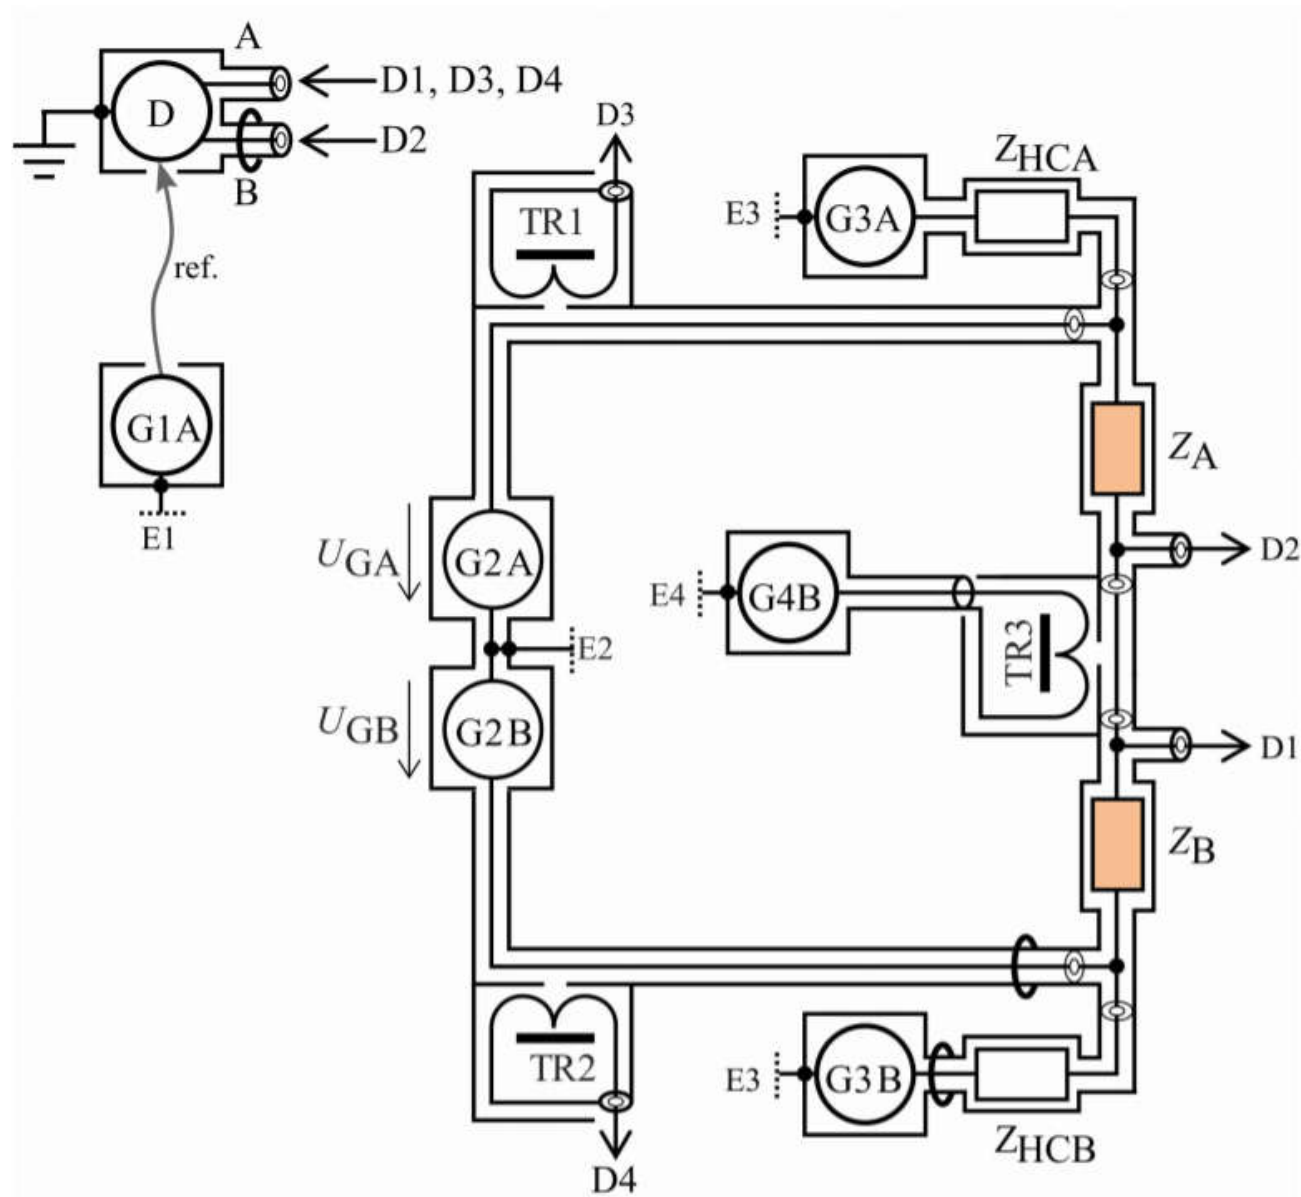 A
D1, D3, D4
D
D2
B
ref.
G1A
E1
D3
TR1
E3
G3A
ZHCA
ZA
UGA
G2A
E2
UGB
G2B
E4
G4B
TR3
D2
D1
ZB
TR2
D4
E3
G3B
ZHCB